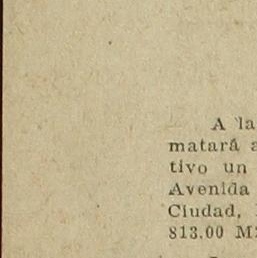 A la
matará a
tivo un
Avenida
Ciudad,
813.00 M